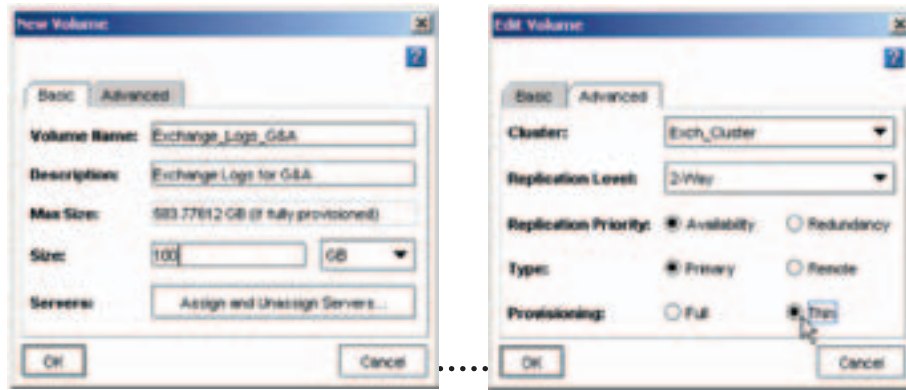 New Volume
?
Basic Advanced
Volume Name: Exchange_Logs_G&A
Description: Exchange Logs for G&A
Max Size: 583.77612 GB (if fully provisioned)
Size: 100 GB
Servers: Assign and Unassign Servers...
OK Cancel
Edit Volume
?
Basic Advanced
Cluster: Exch_Cluster
Replication Level: 2-Way
Replication Priority: Availability Redundancy
Type: Primary Remote
Provisioning: Full Thin
OK Cancel